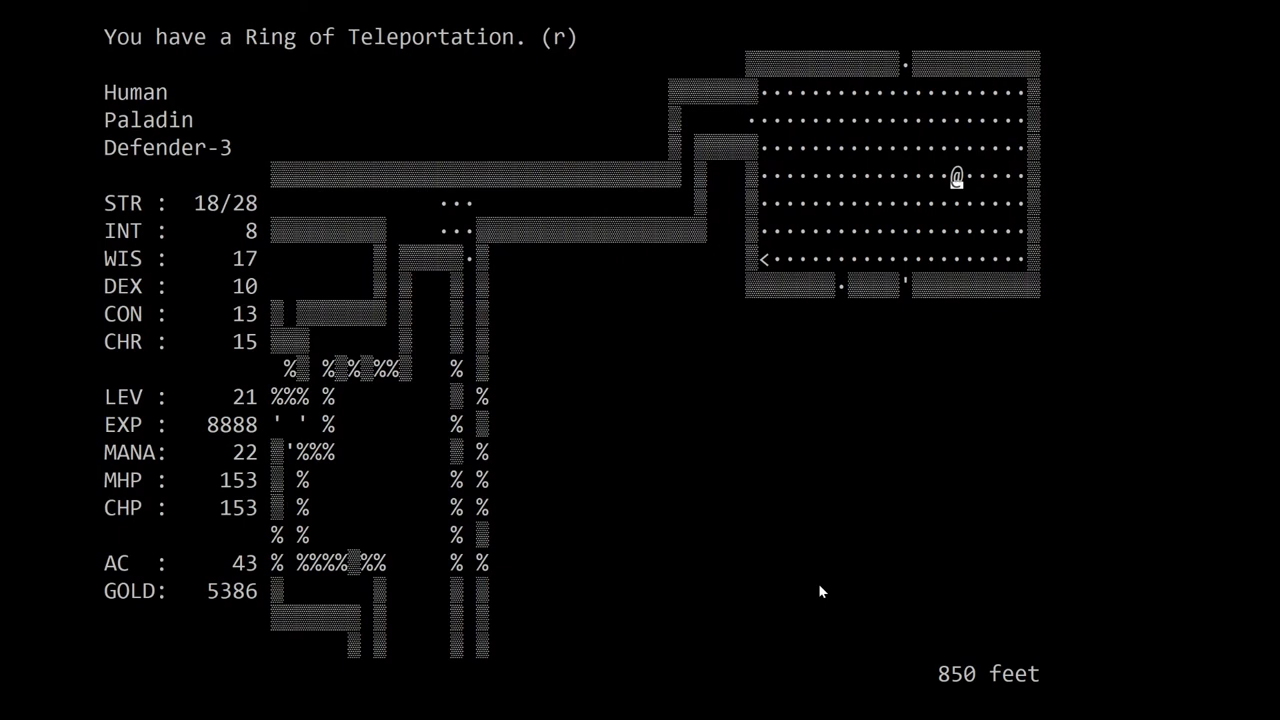 You have a Ring of Teleportation. (r)
Human
Paladin
Defender-3
STR : 18/28
INT : 8
WIS : 17
DEX : 10
CON : 13
CHR : 15
LEV : 21
EXP : 8888
MANA: 22
MHP : 153
CHP : 153
AC : 43
GOLD: 5386
850 feet